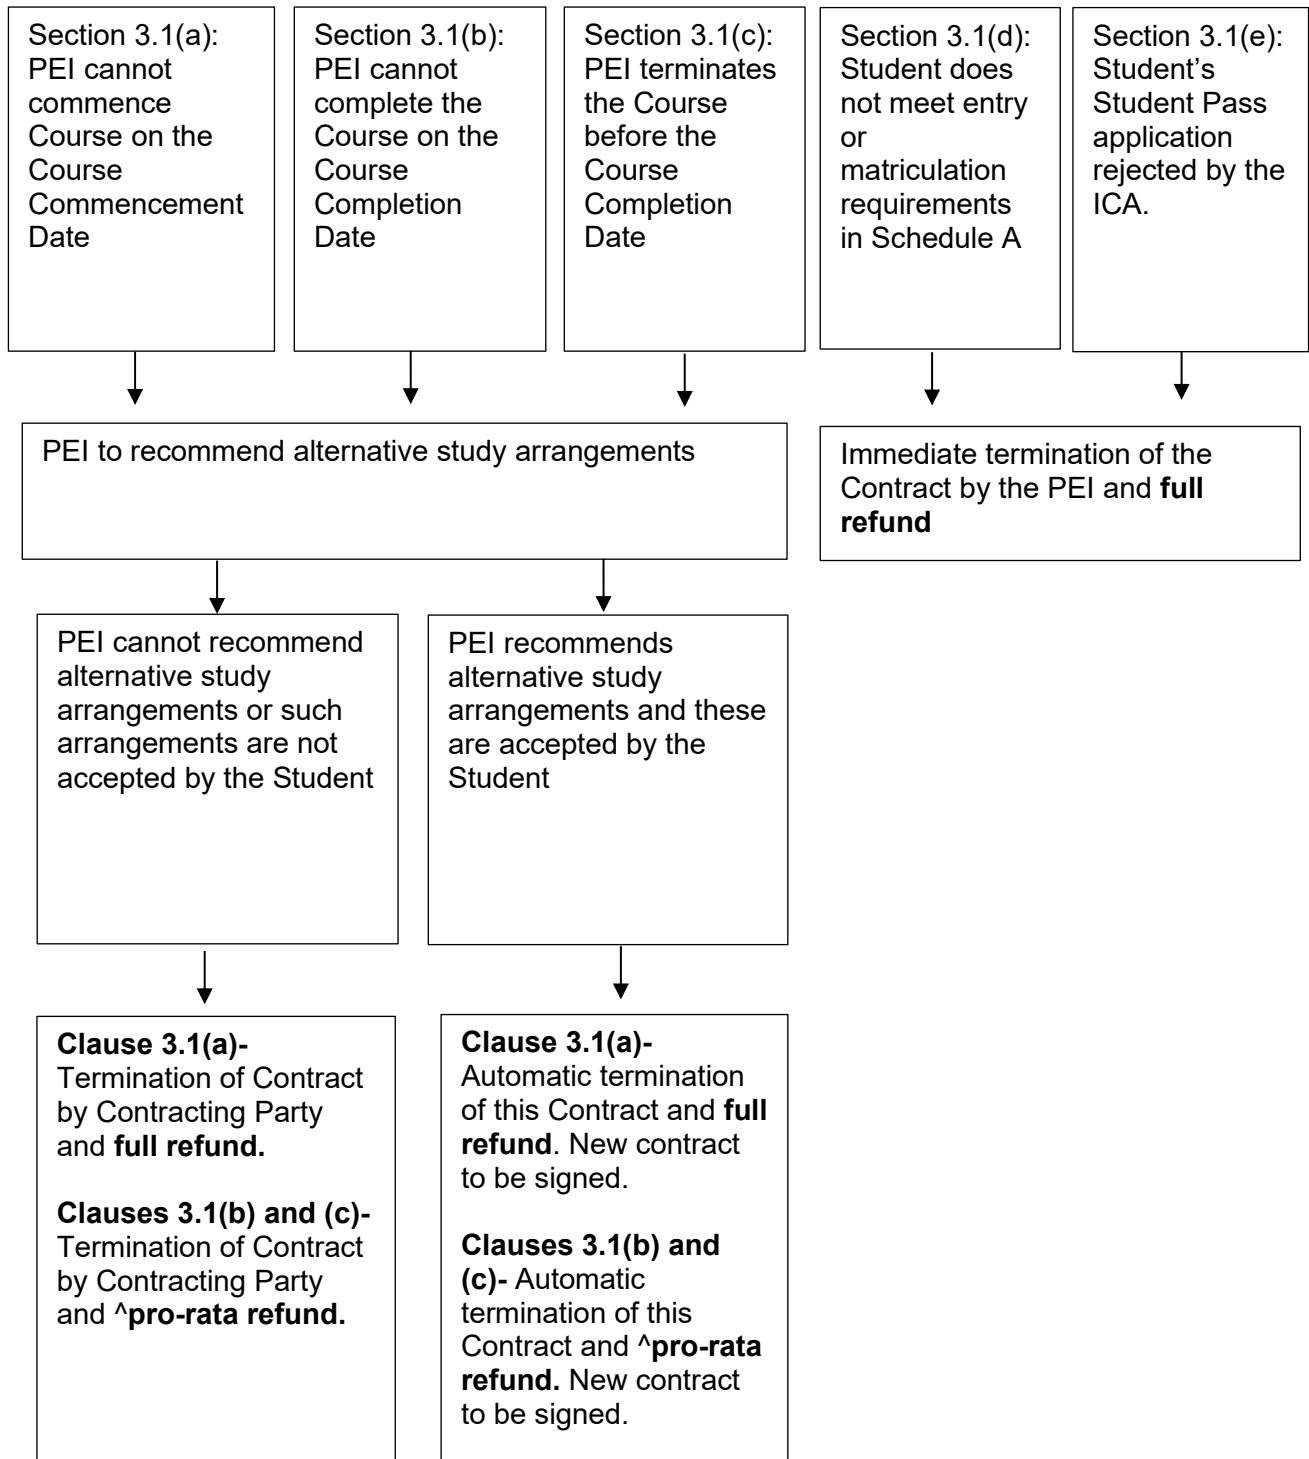 Section 3.1(a):
PEI cannot
commence
Course on the
Course
Commencement
Date
Section 3.1(b):
PEI cannot
complete the
Course on the
Course
Completion
Date
Section 3.1(c):
PEI terminates
the Course
before the
Course
Completion
Date
Section 3.1(d):
Student does
not meet entry
or
matriculation
requirements
in Schedule A
Section 3.1(e):
Student’s
Student Pass
application
rejected by the
ICA.
PEI to recommend alternative study arrangements
Immediate termination of the
Contract by the PEI and full
refund
PEI cannot recommend
alternative study
arrangements or such
arrangements are not
accepted by the Student
PEI recommends
alternative study
arrangements and these
are accepted by the
Student
Clause 3.1(a)-
Termination of Contract
by Contracting Party
and full refund.
Clauses 3.1(b) and (c)-
Termination of Contract
by Contracting Party
and ^pro-rata refund.
Clause 3.1(a)-
Automatic termination
of this Contract and full
refund. New contract
to be signed.
Clauses 3.1(b) and
(c)- Automatic
termination of this
Contract and ^pro-rata
refund. New contract
to be signed.